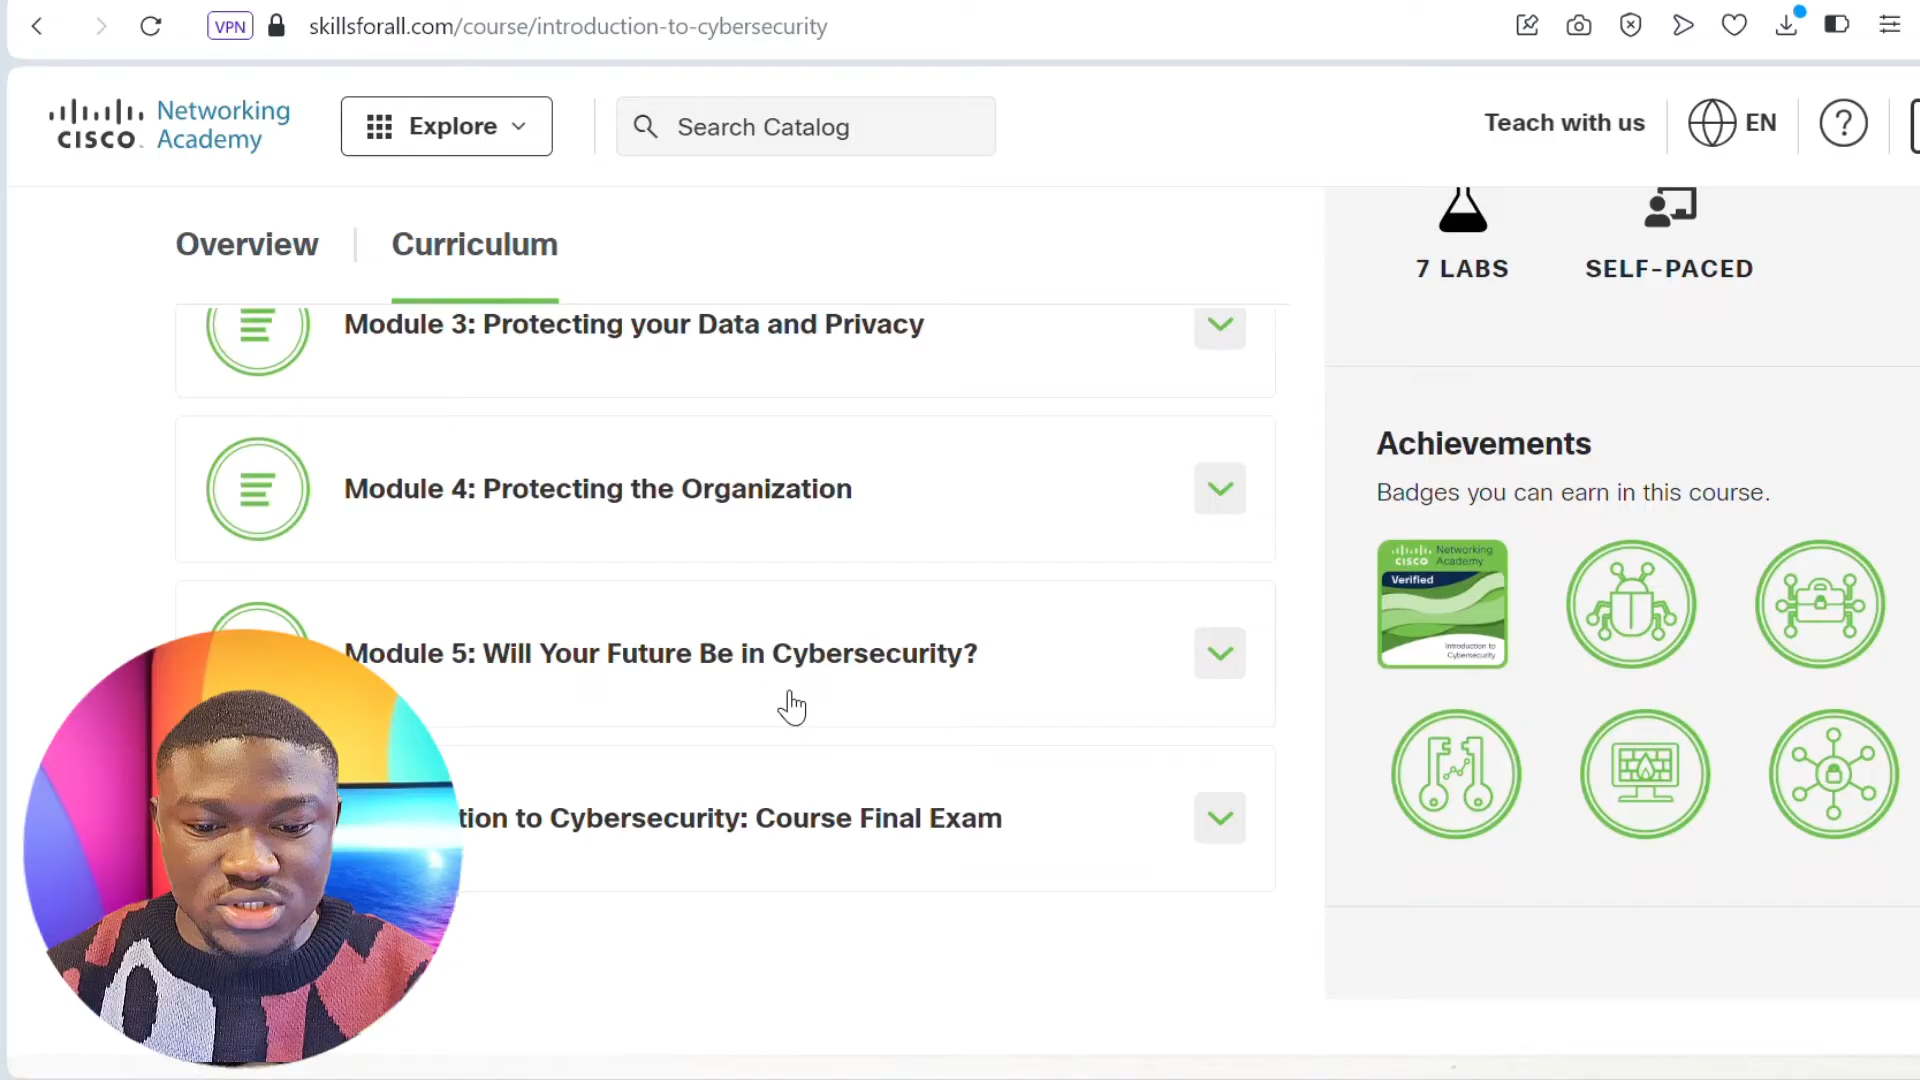 VPN
skillsforall.com/course/introduction-to-cybersecurity
CISCO
Networking
Academy
Explore
Search Catalog
Teach with us
EN
?
Overview
Curriculum
7 LABS
SELF-PACED
Module 3: Protecting your Data and Privacy
Module 4: Protecting the Organization
Module 5: Will Your Future Be in Cybersecurity?
tion to Cybersecurity: Course Final Exam
Achievements
Badges you can earn in this course.
CISCO
Networking
Academy
Verified
Introduction to
Cybersecurity